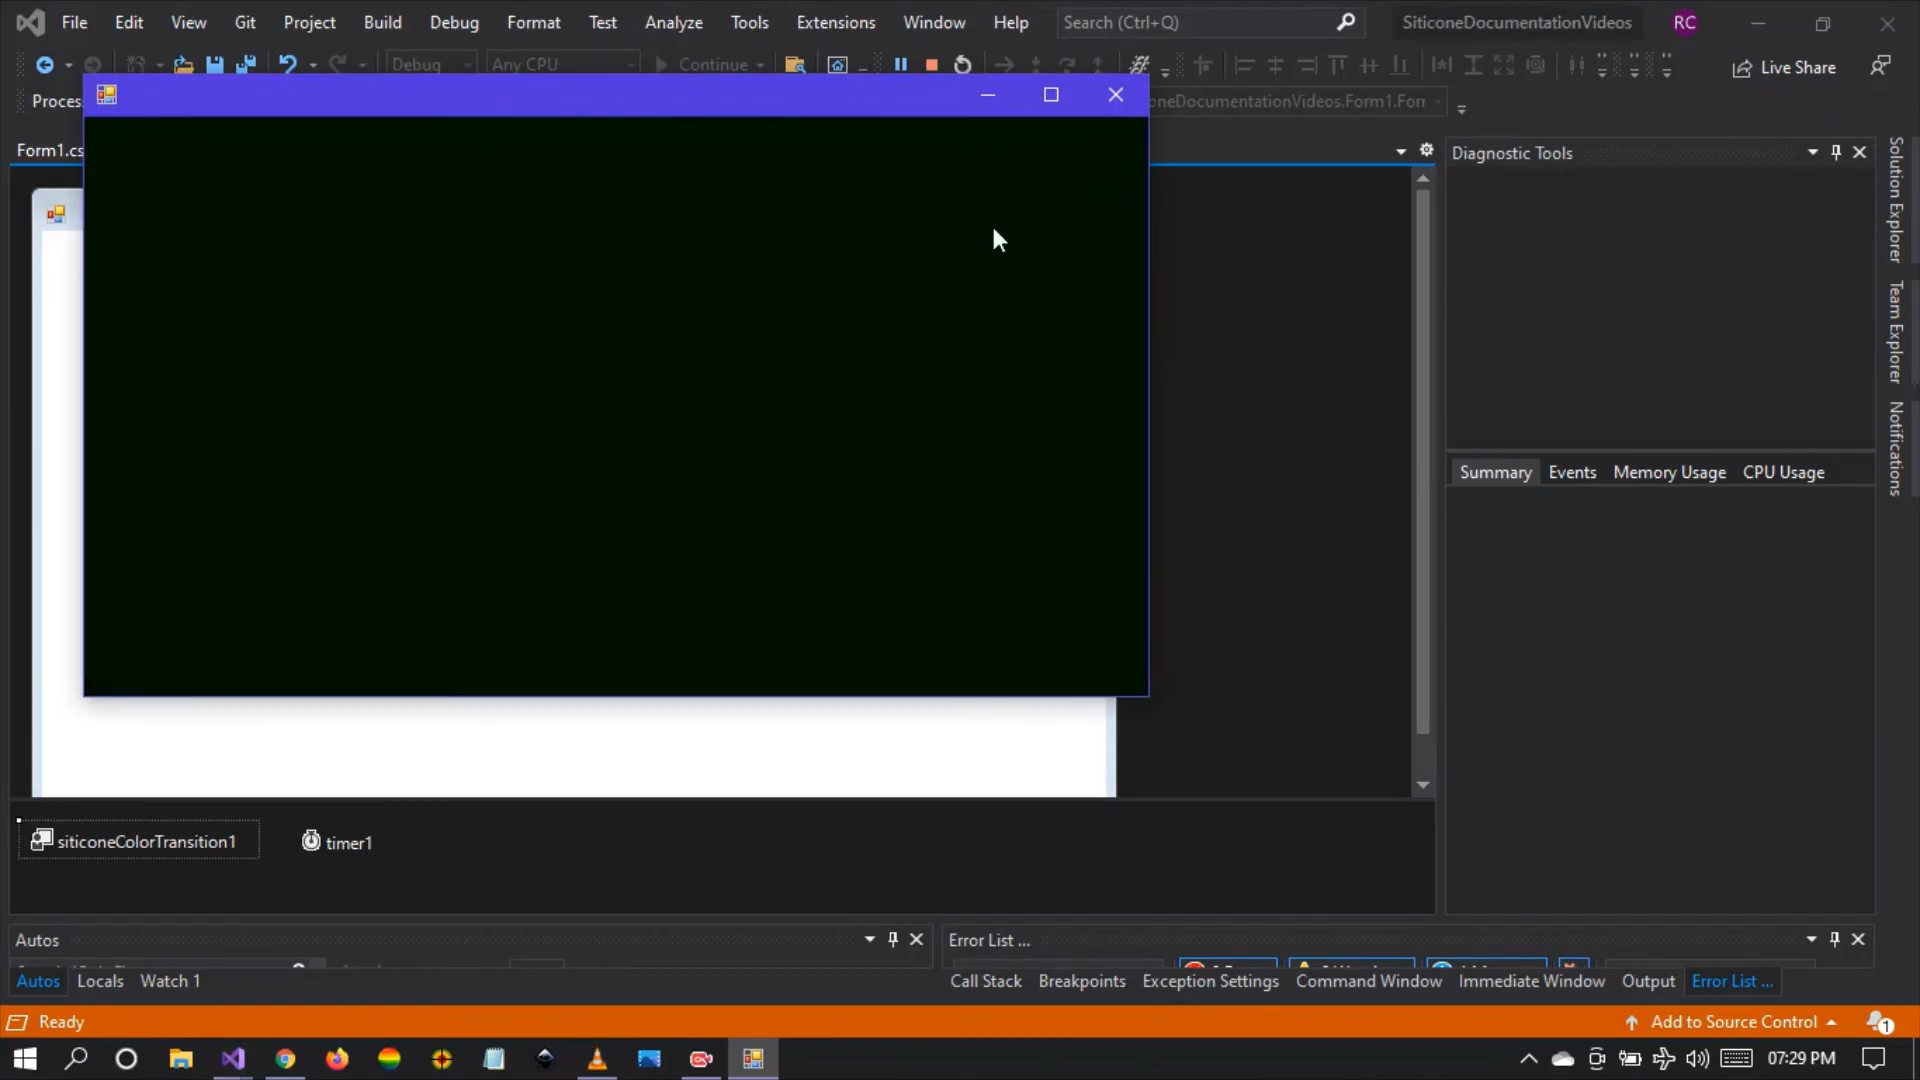 File Edit View Git Project Build Debug Format Test Analyze Tools Extensions Window Help Search (Ctrl+Q) SiticoneDocumentationVideos RC
Debug Any CPU Continue Live Share
Proces oneDocumentationVideos.Form1.For
Form1.cs
Diagnostic Tools
Solution Explorer
Team Explorer
Notifications
Summary Events Memory Usage CPU Usage
siticoneColorTransition1 timer1
Autos Error List ...
Autos Locals Watch 1 Call Stack Breakpoints Exception Settings Command Window Immediate Window Output Error List ...
Ready Add to Source Control 1
07:29 PM